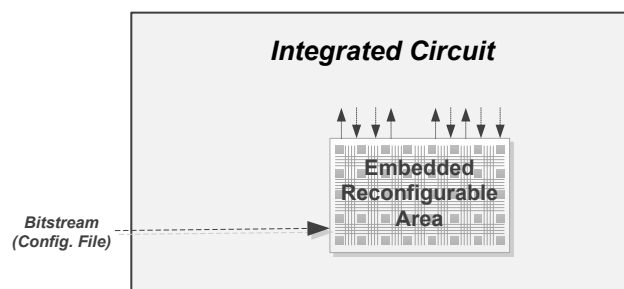 Integrated Circuit
Embedded
Reconfigurable
Area
Bitstream
(Config. File)